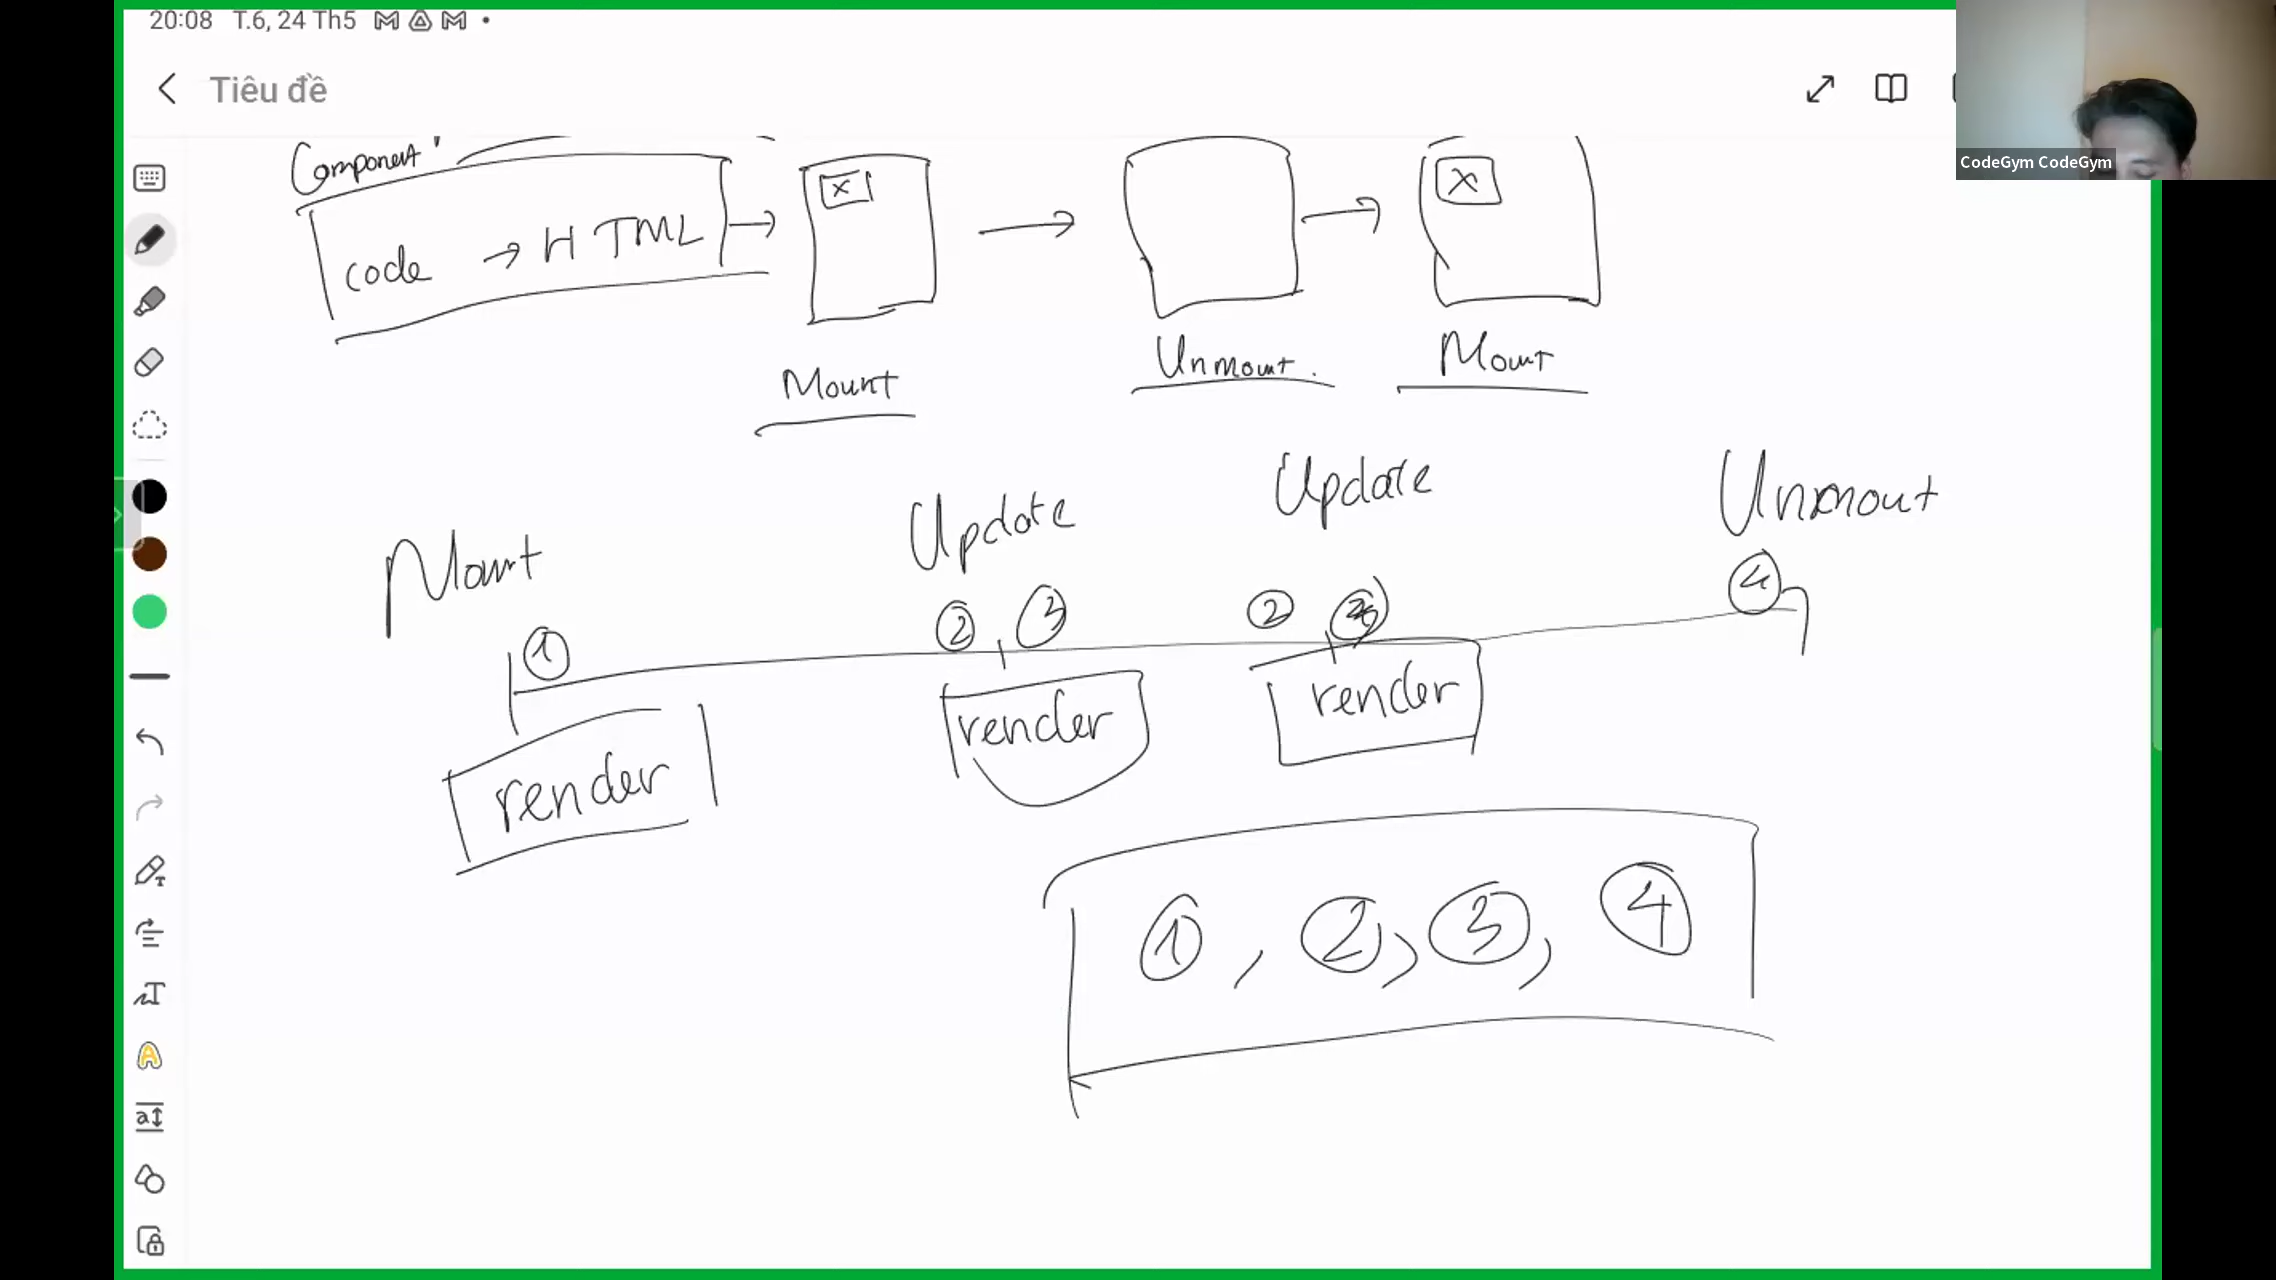 20:08 T.6, 24 Th5
Tiêu đề
CodeGym CodeGym
Component
code → HTML → X → → X
Mount
Unmount.
Mount
Mount
Update
Update
Unmout
1
2 3
2
4
render
render
render
1, 2, 3, 4